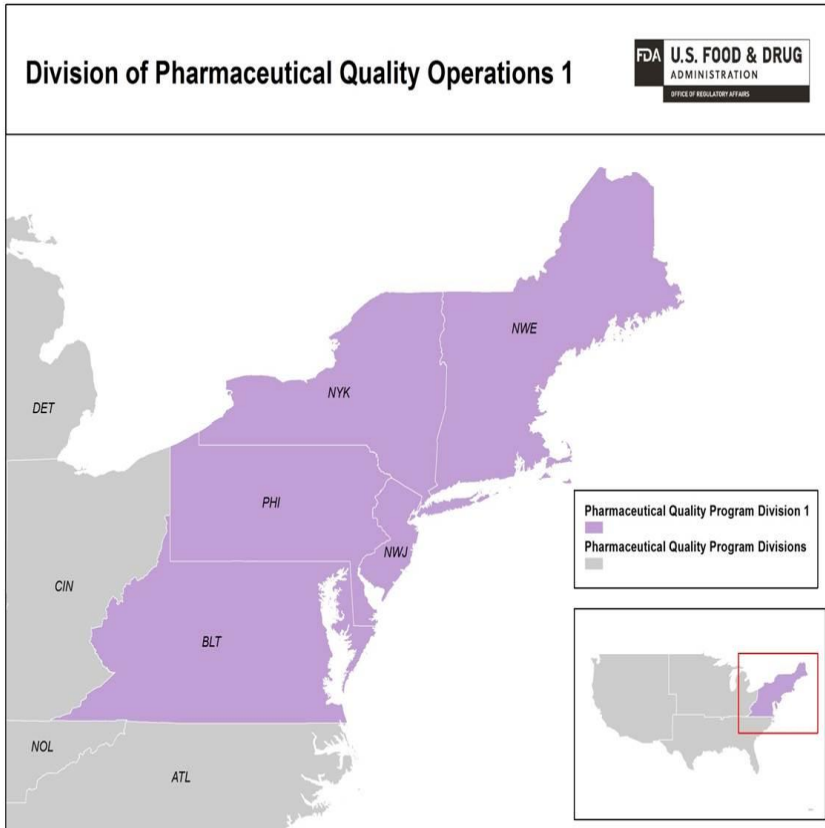 Division of Pharmaceutical Quality Operations 1
FDA U.S. FOOD & DRUG
ADMINISTRATION
OFFICE OF REGULATORY AFFAIRS
NWE
NYK
DET
PHI
NWJ
CIN
BLT
NOL
ATL
Pharmaceutical Quality Program Division 1
Pharmaceutical Quality Program Divisions